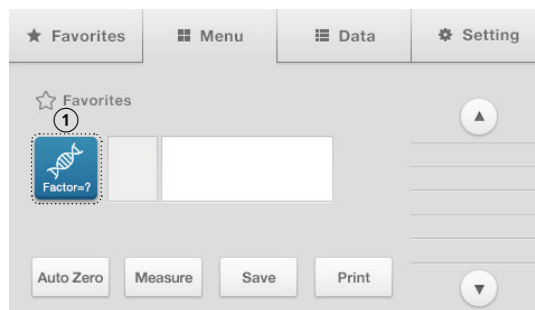 ★ Favorites Menu Data Setting
☆ Favorites
①
Factor=?
Auto Zero Measure Save Print
▲
▼